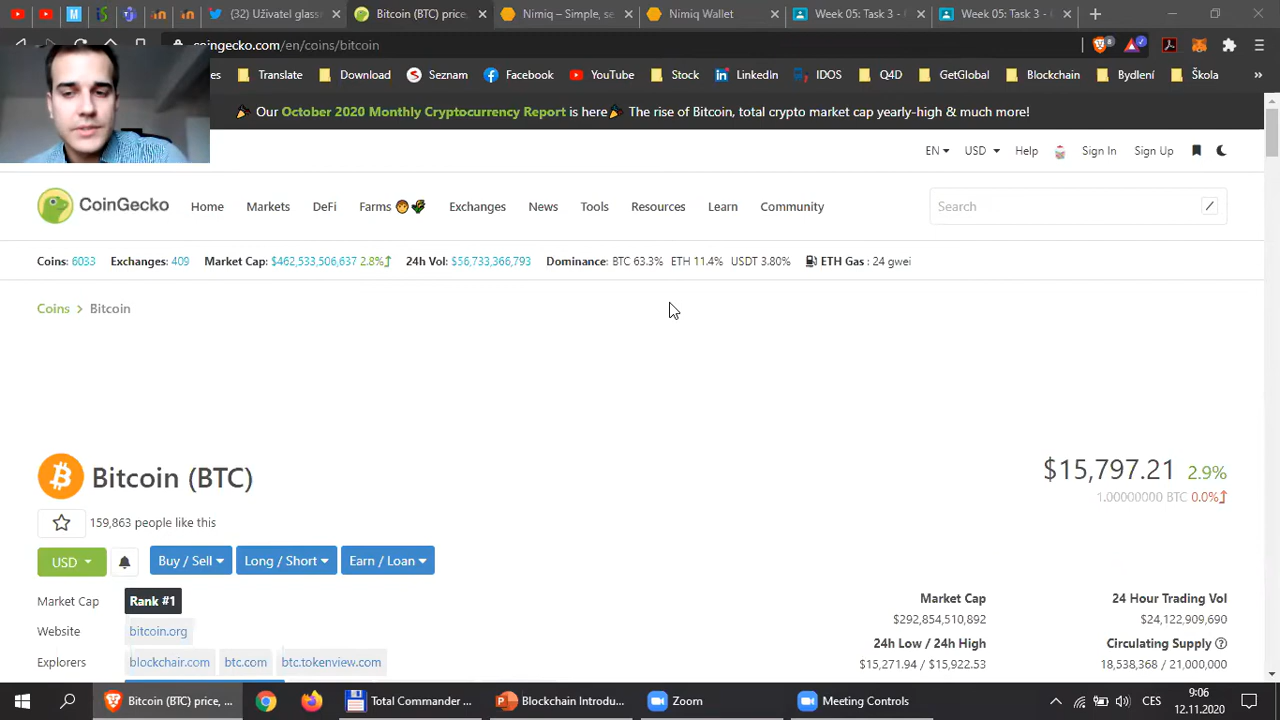 (32) Uživatel glass
Bitcoin (BTC) price,
Nimiq – Simple, se
Nimiq Wallet
Week 05: Task 3 -
Week 05: Task 3 -
coingecko.com/en/coins/bitcoin
Translate
Download
Seznam
Facebook
YouTube
Stock
LinkedIn
IDOS
Q4D
GetGlobal
Blockchain
Bydlení
Škola
Our October 2020 Monthly Cryptocurrency Report is here The rise of Bitcoin, total crypto market cap yearly-high & much more!
EN USD Help Sign In Sign Up
CoinGecko
Home Markets DeFi Farms Exchanges News Tools Resources Learn Community
Search /
Coins: 6033 Exchanges: 409 Market Cap: $462,533,506,637 2.8% 24h Vol: $56,733,366,793 Dominance: BTC 63.3% ETH 11.4% USDT 3.80% ETH Gas : 24 gwei
Coins > Bitcoin
Bitcoin (BTC)
$15,797.21 2.9%
1.00000000 BTC 0.0%
159,863 people like this
USD Buy / Sell Long / Short Earn / Loan
Market Cap Rank #1
Website bitcoin.org
Explorers blockchair.com btc.com btc.tokenview.com
Market Cap
$292,854,510,892
24 Hour Trading Vol
$24,122,909,690
24h Low / 24h High
$15,271.94 / $15,922.53
Circulating Supply
18,538,368 / 21,000,000
Bitcoin (BTC) price, ...
Total Commander ...
Blockchain Introdu...
Zoom
Meeting Controls
CES
9:06
12.11.2020